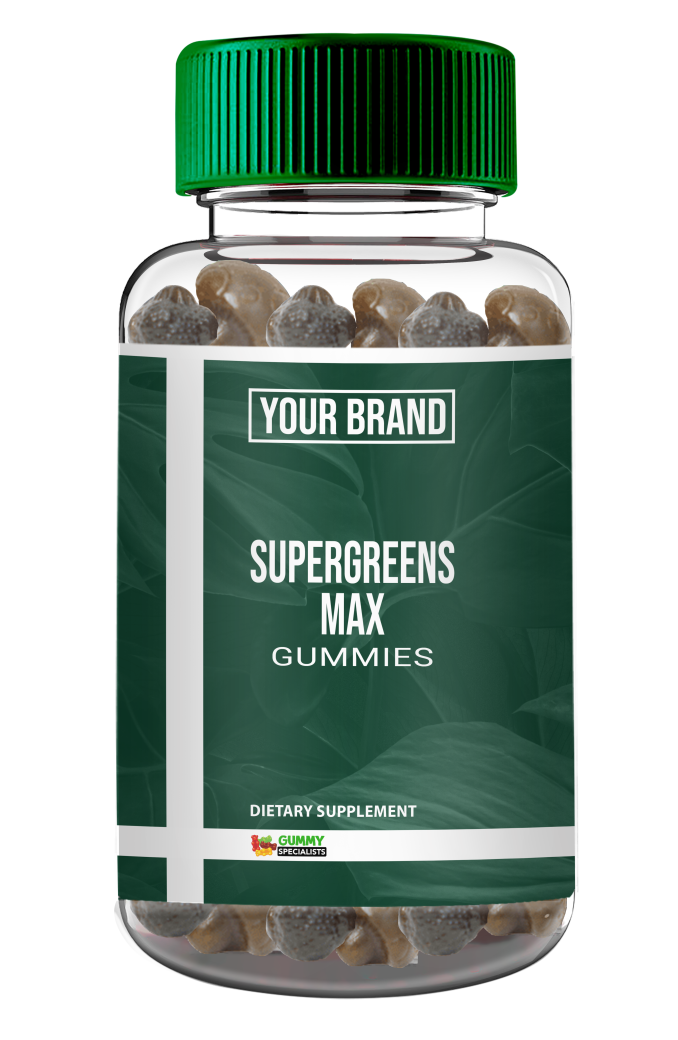 YOUR BRAND
SUPERGREENS
MAX
GUMMIES
DIETARY SUPPLEMENT
GUMMY
SPECIALISTS